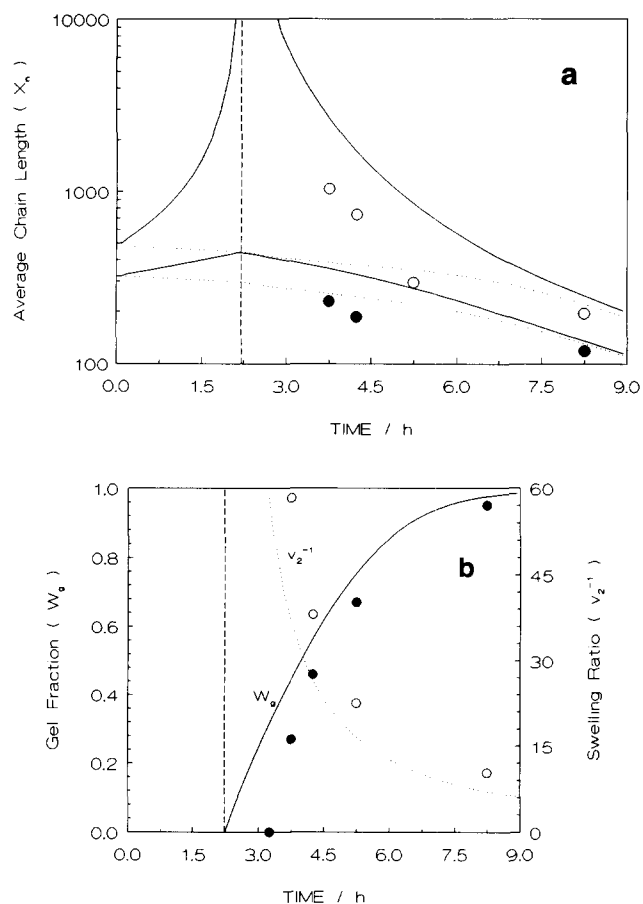 10000
1000
100
Average Chain Length ( Xn )
a
0.0 1.5 3.0 4.5 6.0 7.5 9.0
TIME / h
1.0
0.8
0.6
0.4
0.2
0.0
Gel Fraction ( Wg )
v2⁻¹
Wg
b
60
45
30
15
0
Swelling Ratio ( v2⁻¹ )
0.0 1.5 3.0 4.5 6.0 7.5 9.0
TIME / h